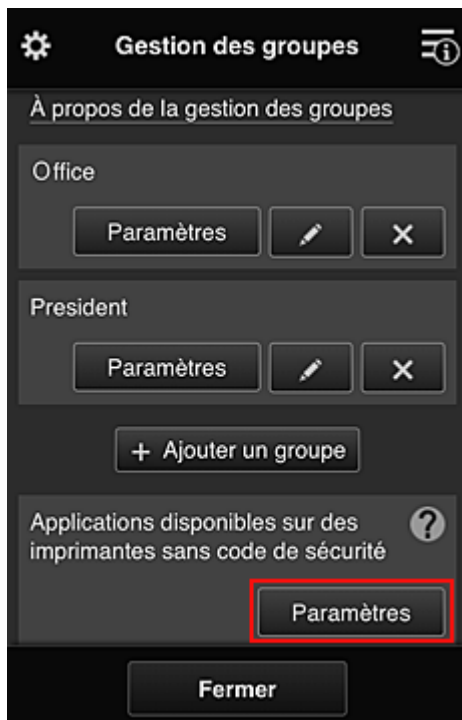 Gestion des groupes
À propos de la gestion des groupes
Office
Paramètres
President
Paramètres
+ Ajouter un groupe
Applications disponibles sur des
imprimantes sans code de sécurité
?
Paramètres
Fermer